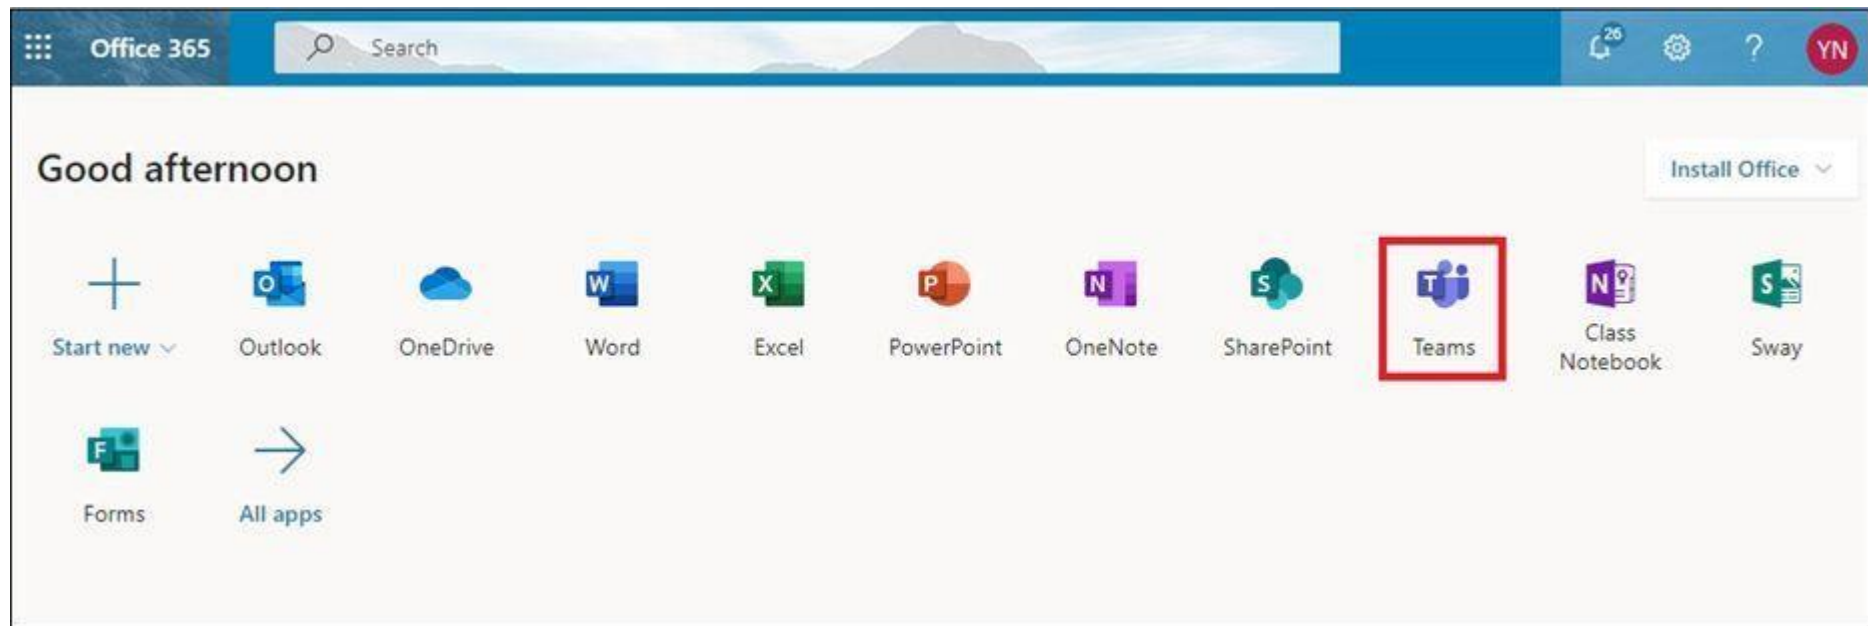 Office 365
Search
26
?
YN
Good afternoon
Install Office
Start new
O
Outlook
OneDrive
W
Word
X
Excel
P
PowerPoint
N
OneNote
S
SharePoint
T
Teams
N
Class
Notebook
S
Sway
F
Forms
All apps